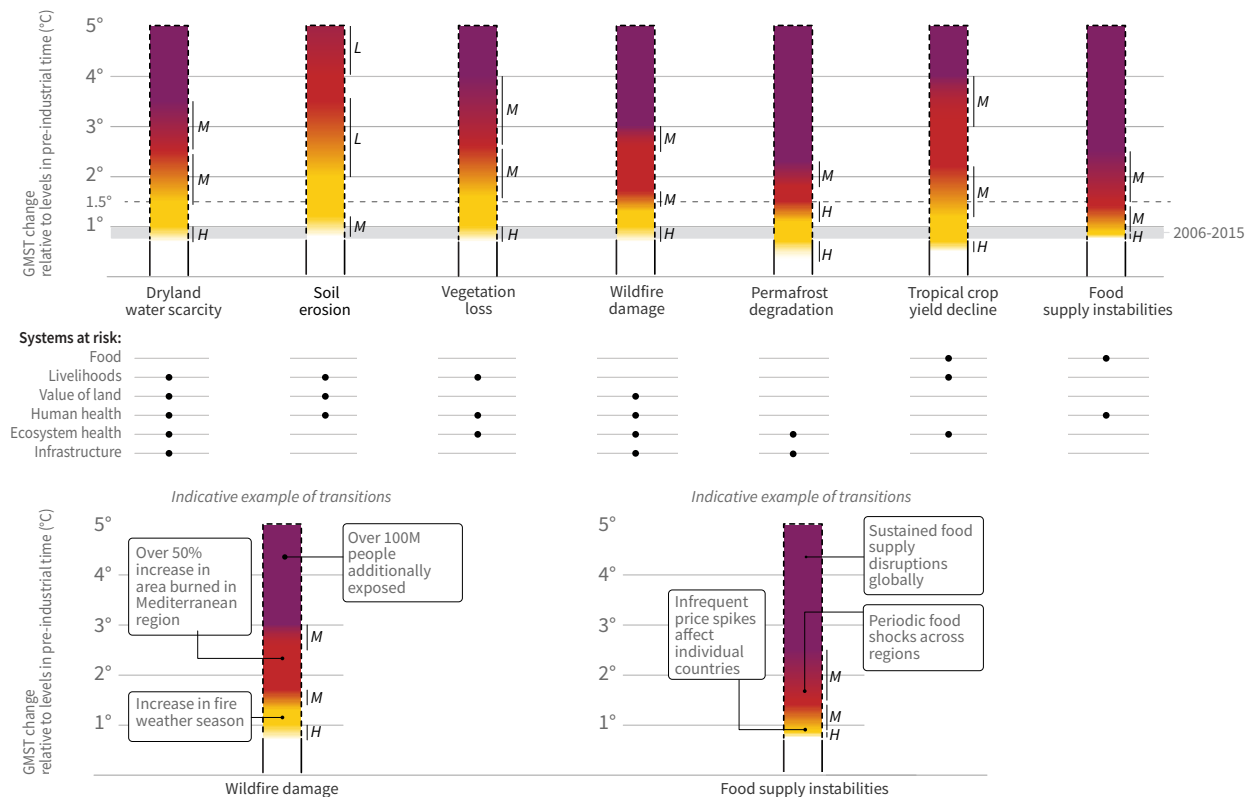 GMST change
relative to levels in pre-industrial time (°C)
5°
4°
3°
2°
1.5°
1°
M
M
H
L
L
M
M
M
H
M
M
H
M
H
H
M
M
H
M
M
H
2006-2015
Dryland
water scarcity
Soil
erosion
Vegetation
loss
Wildfire
damage
Permafrost
degradation
Tropical crop
yield decline
Food
supply instabilities
Systems at risk:
Food
Livelihoods
Value of land
Human health
Ecosystem health
Infrastructure
Indicative example of transitions
GMST change
relative to levels in pre-industrial time (°C)
5°
4°
3°
2°
1°
Over 50%
increase in
area burned in
Mediterranean
region
Over 100M
people
additionally
exposed
Increase in fire
weather season
M
M
H
Wildfire damage
Indicative example of transitions
5°
4°
3°
2°
1°
Sustained food
supply
disruptions
globally
Infrequent
price spikes
affect
individual
countries
Periodic food
shocks across
regions
M
M
H
Food supply instabilities